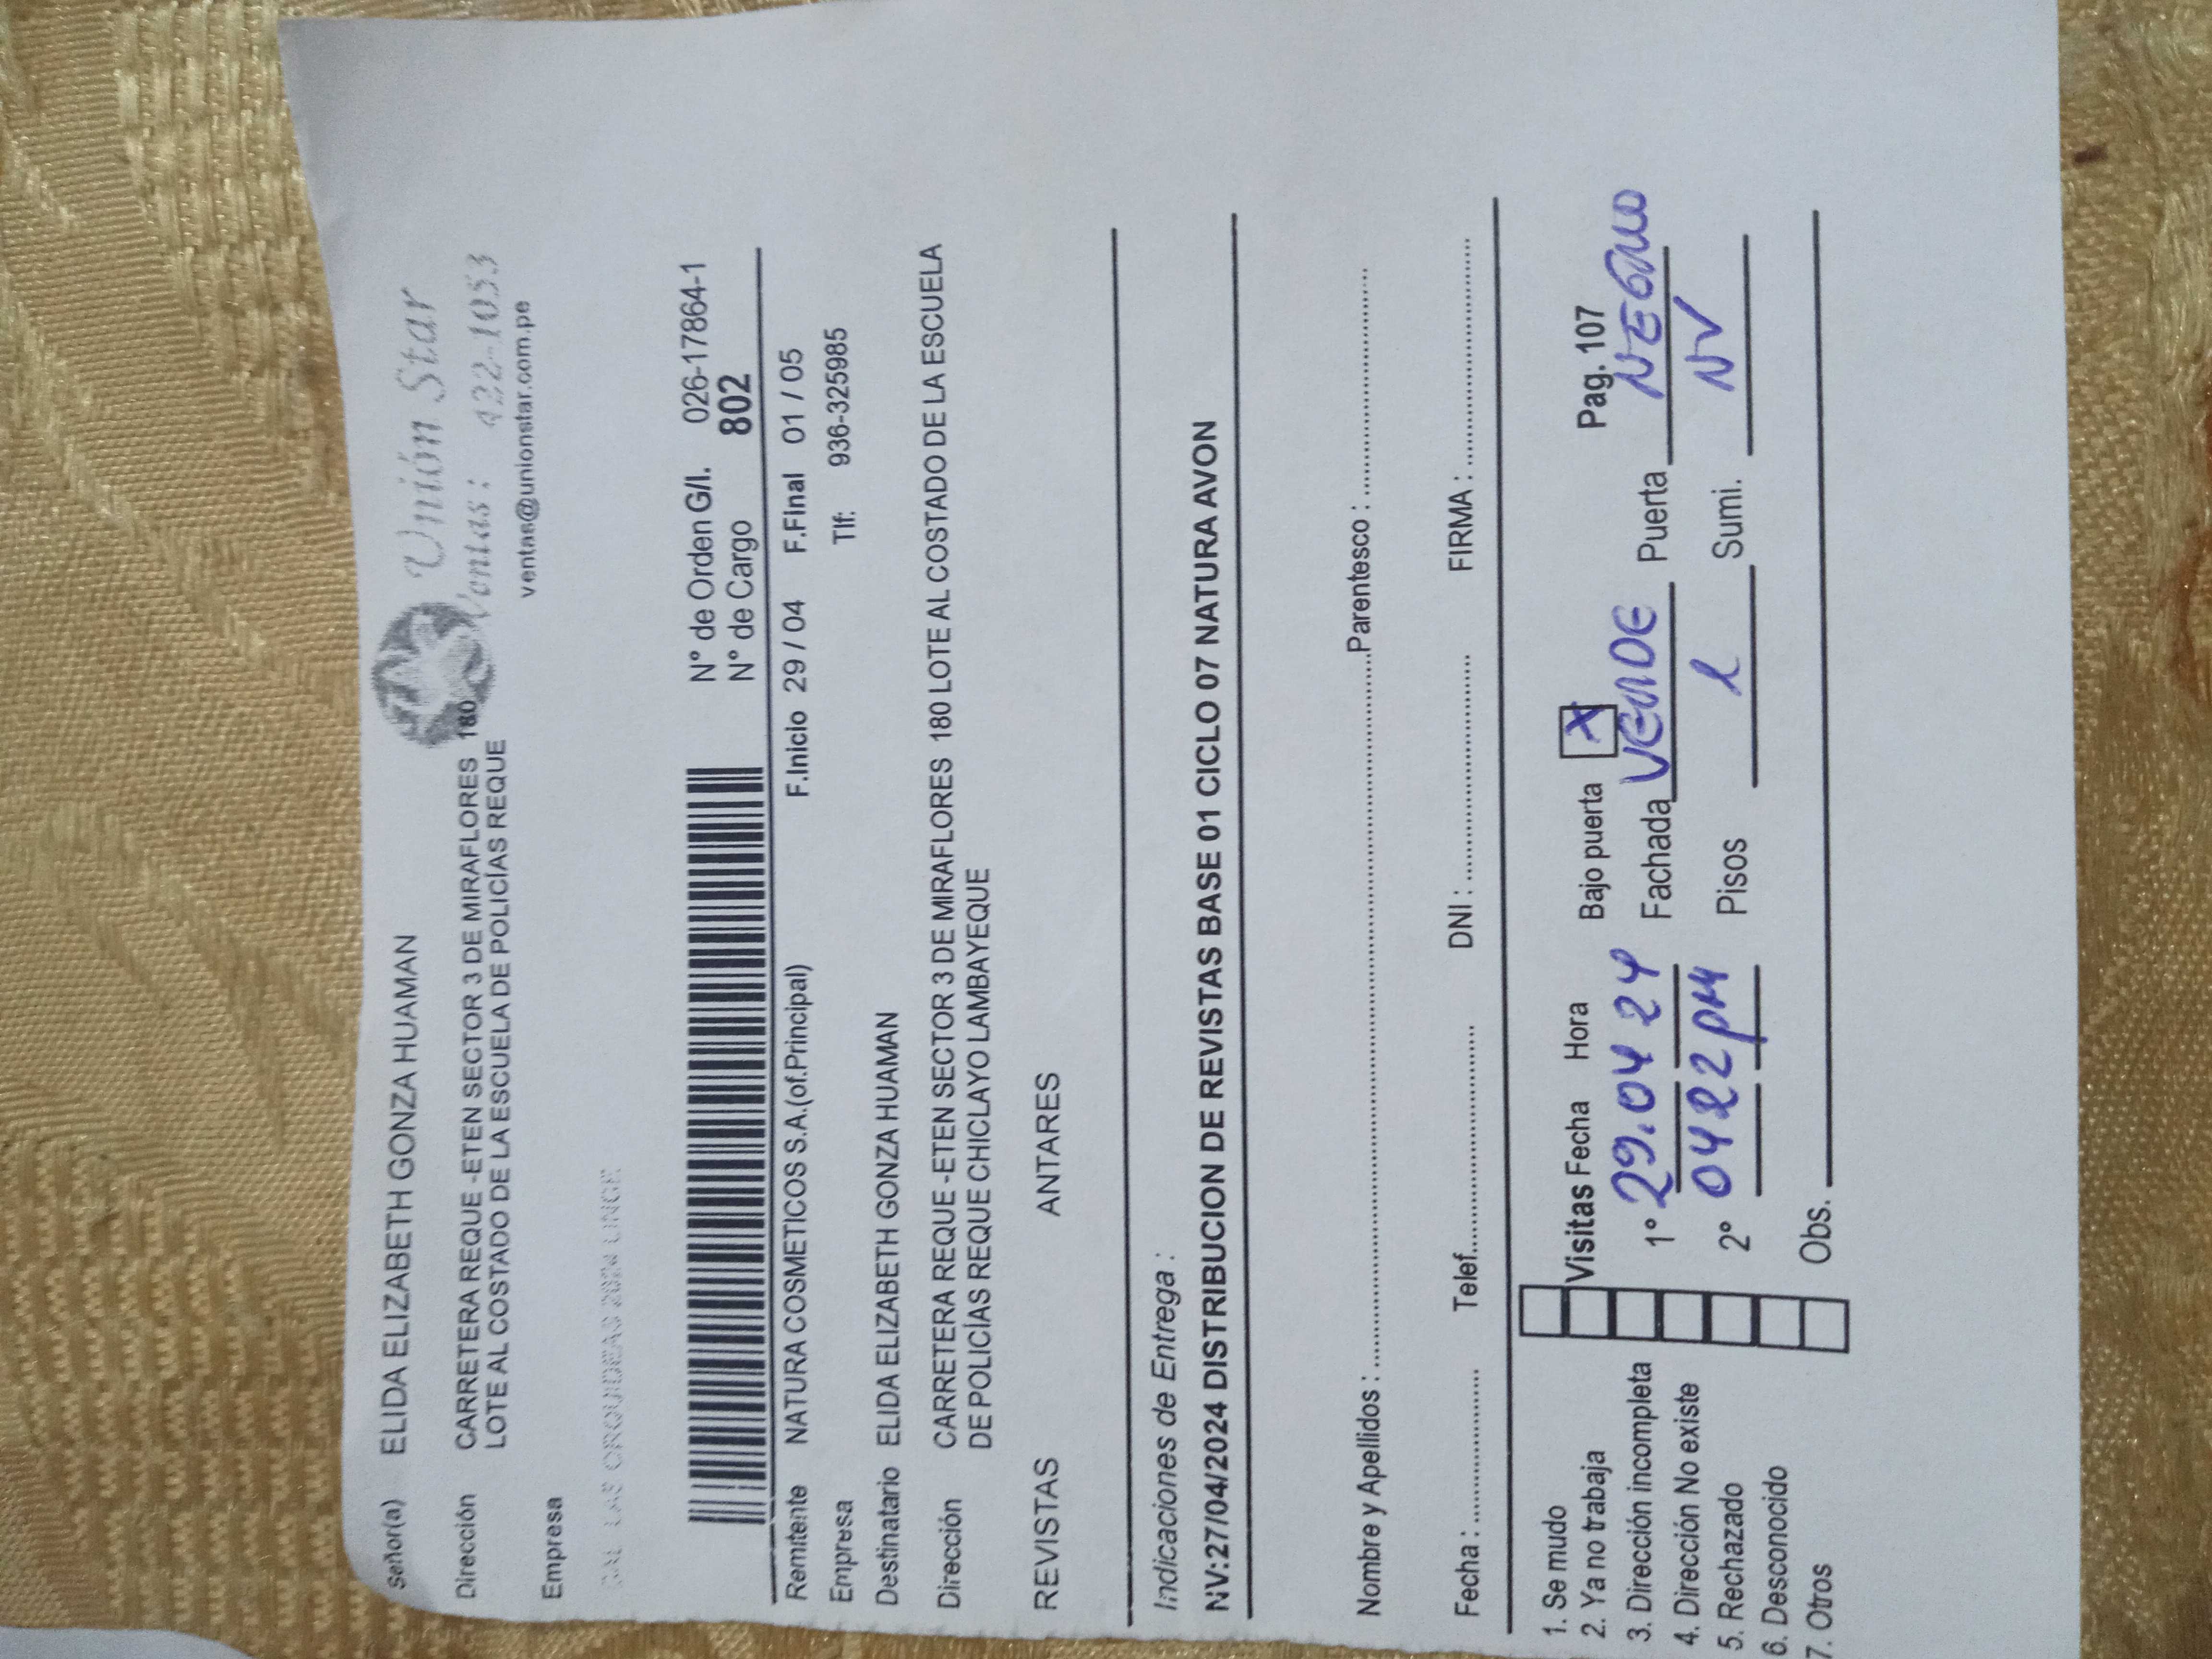 Señor(a) ELIDA ELIZABETH GONZA HUAMAN
Unión Star
Ventas: 422-1053
ventas@unionstar.com.pe
Dirección CARRETERA REQUE -ETEN SECTOR 3 DE MIRAFLORES 180
LOTE AL COSTADO DE LA ESCUELA DE POLICÍAS REQUE
Empresa
N° de Orden G/I. 026-17864-1
N° de Cargo 802
Remitente NATURA COSMETICOS S.A.(of.Principal) F.Inicio 29 / 04 F.Final 01 / 05
Empresa Tlf: 936-325985
Destinatario ELIDA ELIZABETH GONZA HUAMAN
Dirección CARRETERA REQUE -ETEN SECTOR 3 DE MIRAFLORES 180 LOTE AL COSTADO DE LA ESCUELA
DE POLICÍAS REQUE CHICLAYO LAMBAYEQUE
REVISTAS ANTARES
Indicaciones de Entrega :
NV:27/04/2024 DISTRIBUCION DE REVISTAS BASE 01 CICLO 07 NATURA AVON
Nombre y Apellidos : Parentesco :
Fecha : Telef. DNI : FIRMA :
1. Se mudo
2. Ya no trabaja
3. Dirección incompleta
4. Dirección No existe
5. Rechazado
6. Desconocido
7. Otros
Visitas Fecha Hora Bajo puerta X Pag. 107
1° 29.04 24 Fachada VERDE Puerta NEGRO
2° 04 22 pm Pisos 1 Sumi. NV
Obs.